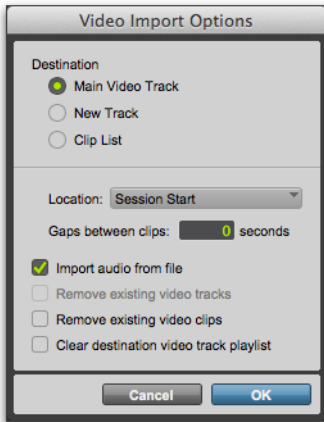 Video Import Options
Destination
Main Video Track
New Track
Clip List
Location: Session Start
Gaps between clips: 0 seconds
Import audio from file
Remove existing video tracks
Remove existing video clips
Clear destination video track playlist
Cancel OK